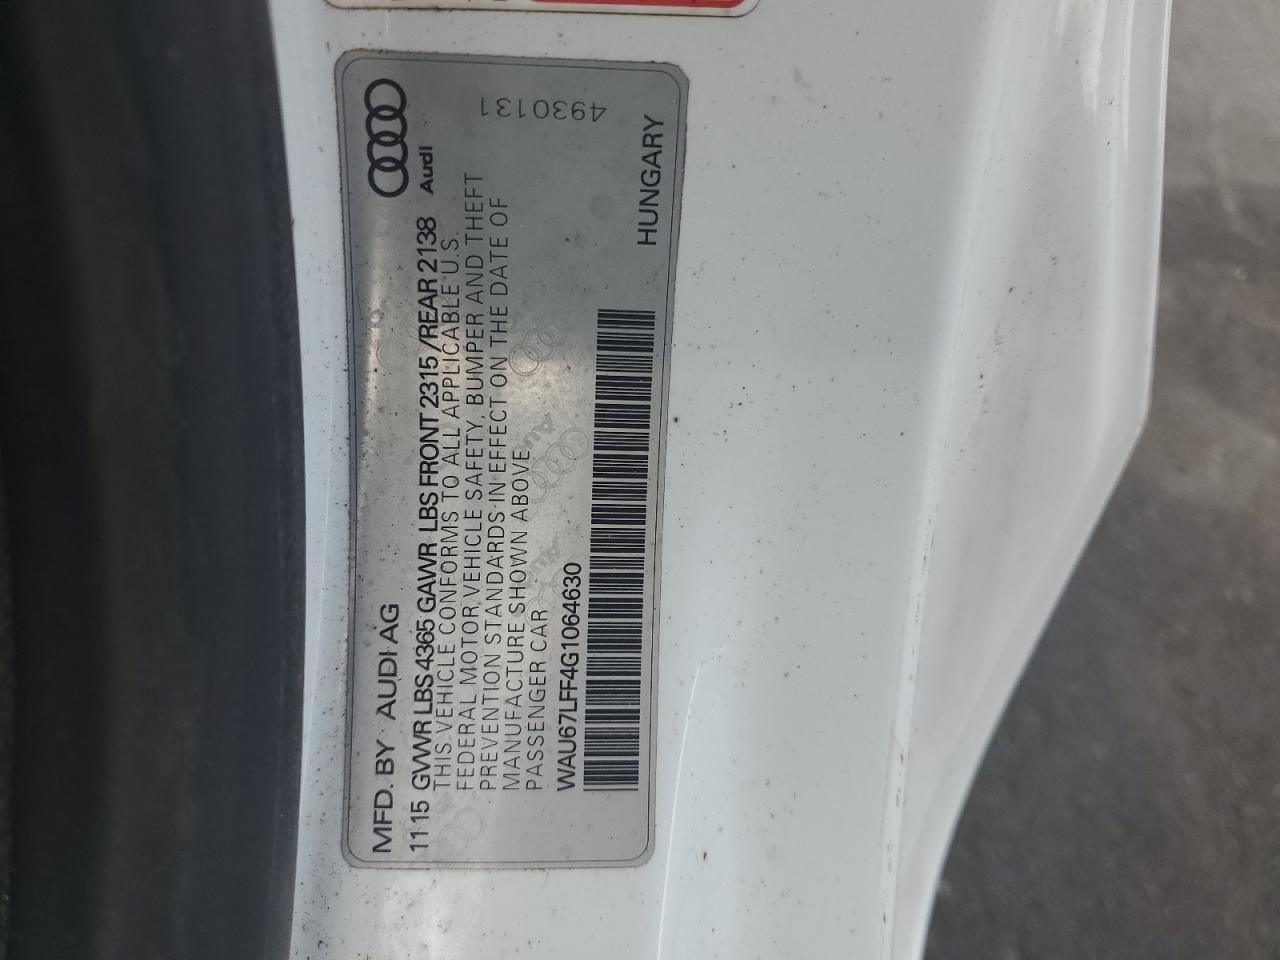 MFD. BY AUDI AG
11 15 GVWR LBS 4365 GAWR LBS FRONT 2315 /REAR 2138
Audi
THIS VEHICLE CONFORMS TO ALL APPLICABLE U.S.
FEDERAL MOTOR VEHICLE SAFETY, BUMPER AND THEFT
PREVENTION STANDARDS IN EFFECT ON THE DATE OF
MANUFACTURE SHOWN ABOVE
PASSENGER CAR
4930131
WAU67LFF4G1064630
HUNGARY